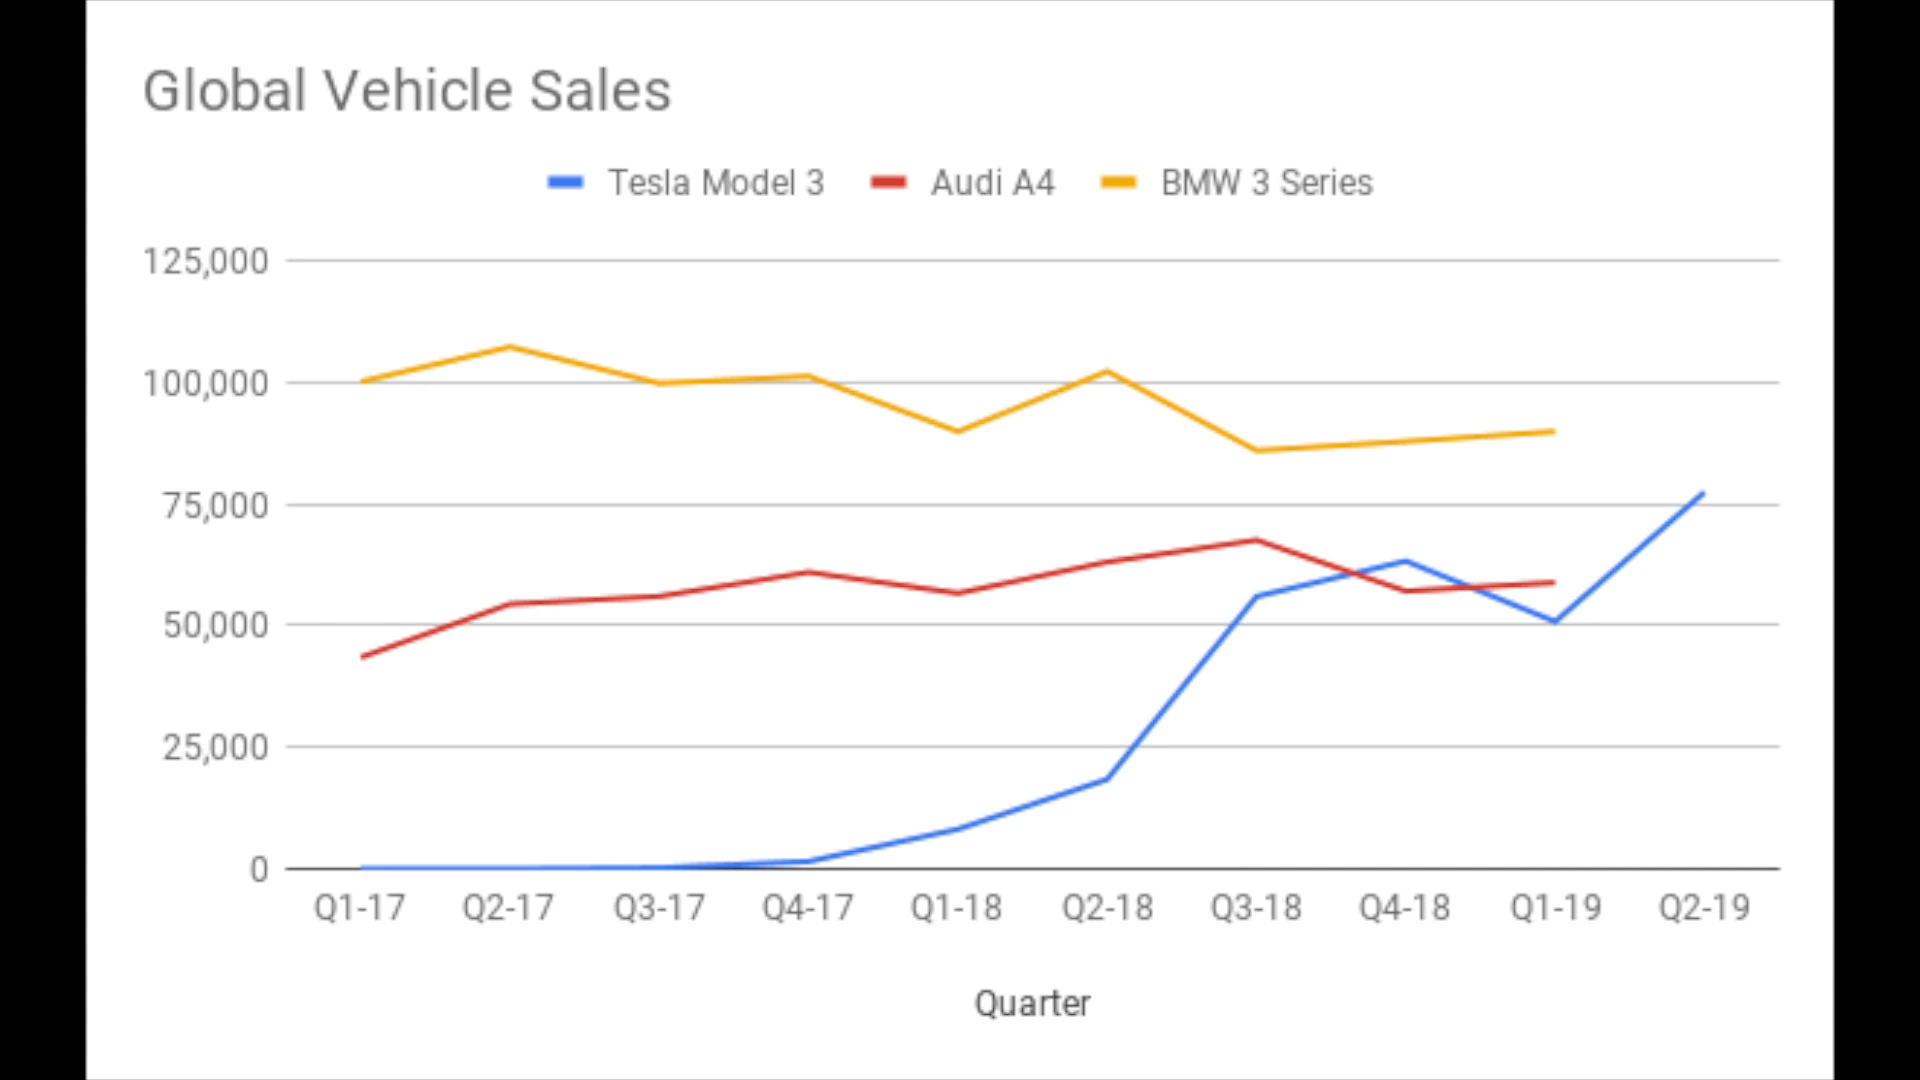 Global Vehicle Sales
Tesla Model 3 Audi A4 BMW 3 Series
125,000
100,000
75,000
50,000
25,000
0
Q1-17 Q2-17 Q3-17 Q4-17 Q1-18 Q2-18 Q3-18 Q4-18 Q1-19 Q2-19
Quarter